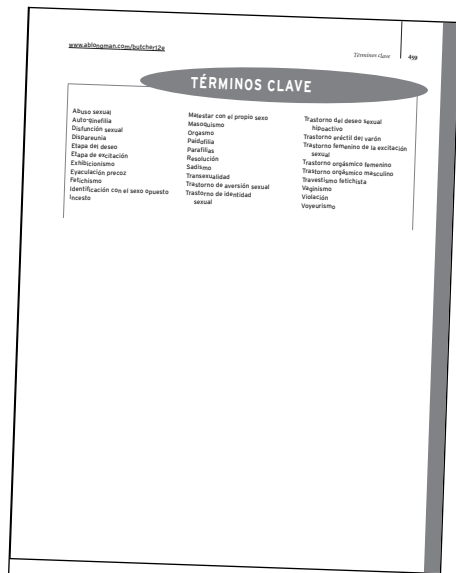 www.ablongman.com/butcher12e
Términos clave 459
TÉRMINOS CLAVE
Abuso sexual
Auto-ginefilia
Disfunción sexual
Dispareunia
Etapa del deseo
Etapa de excitación
Exhibicionismo
Eyaculación precoz
Fetichismo
Identificación con el sexo opuesto
Incesto
Malestar con el propio sexo
Masoquismo
Orgasmo
Paidofilia
Parafilias
Resolución
Sadismo
Transexualidad
Trastorno de aversión sexual
Trastorno de identidad
sexual
Trastorno del deseo sexual
hipoactivo
Trastorno eréctil del varón
Trastorno femenino de la excitación
sexual
Trastorno orgásmico femenino
Trastorno orgásmico masculino
Travestismo fetichista
Vaginismo
Violación
Voyeurismo